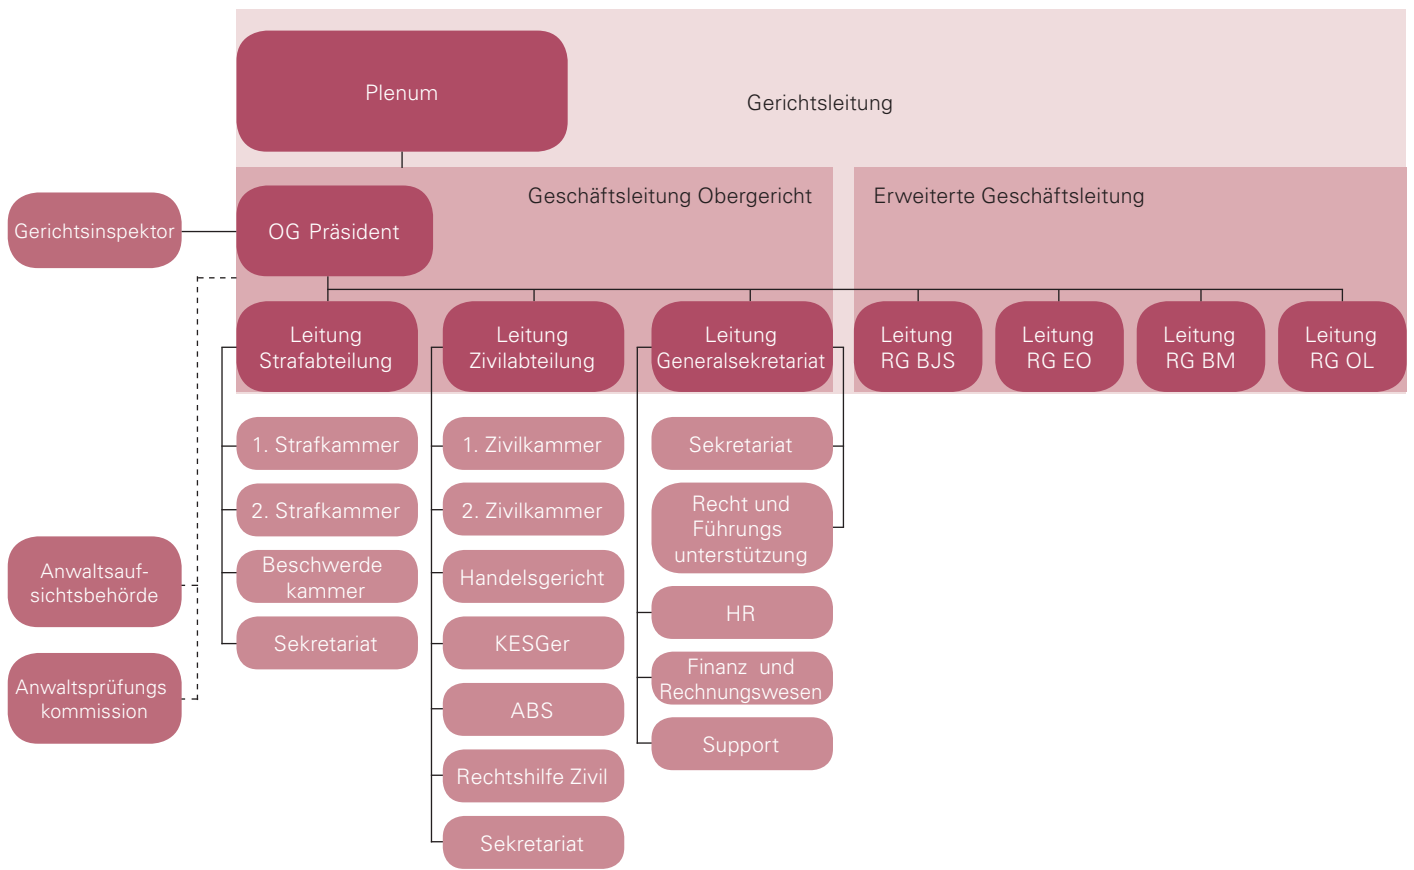 Plenum
Gerichtsleitung
Geschäftsleitung Obergericht
Erweiterte Geschäftsleitung
Gerichtsinspektor
OG Präsident
Leitung
Strafabteilung
Leitung
Zivilabteilung
Leitung
Generalsekretariat
Leitung
RG BJS
Leitung
RG EO
Leitung
RG BM
Leitung
RG OL
1. Strafkammer
2. Strafkammer
Beschwerde
kammer
Sekretariat
1. Zivilkammer
2. Zivilkammer
Handelsgericht
KESGer
ABS
Rechtshilfe Zivil
Sekretariat
Sekretariat
Recht und
Führungs
unterstützung
HR
Finanz und
Rechnungswesen
Support
Anwaltsauf-
sichtsbehörde
Anwaltsprüfungs
kommission